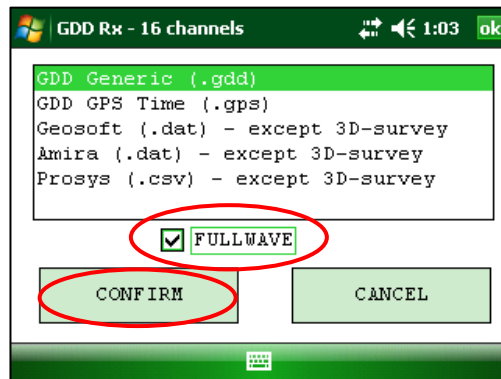 GDD Rx - 16 channels 1:03 ok
GDD Generic (.gdd)
GDD GPS Time (.gps)
Geosoft (.dat) - except 3D-survey
Amira (.dat) - except 3D-survey
Prosys (.csv) - except 3D-survey
FULLWAVE
CONFIRM CANCEL